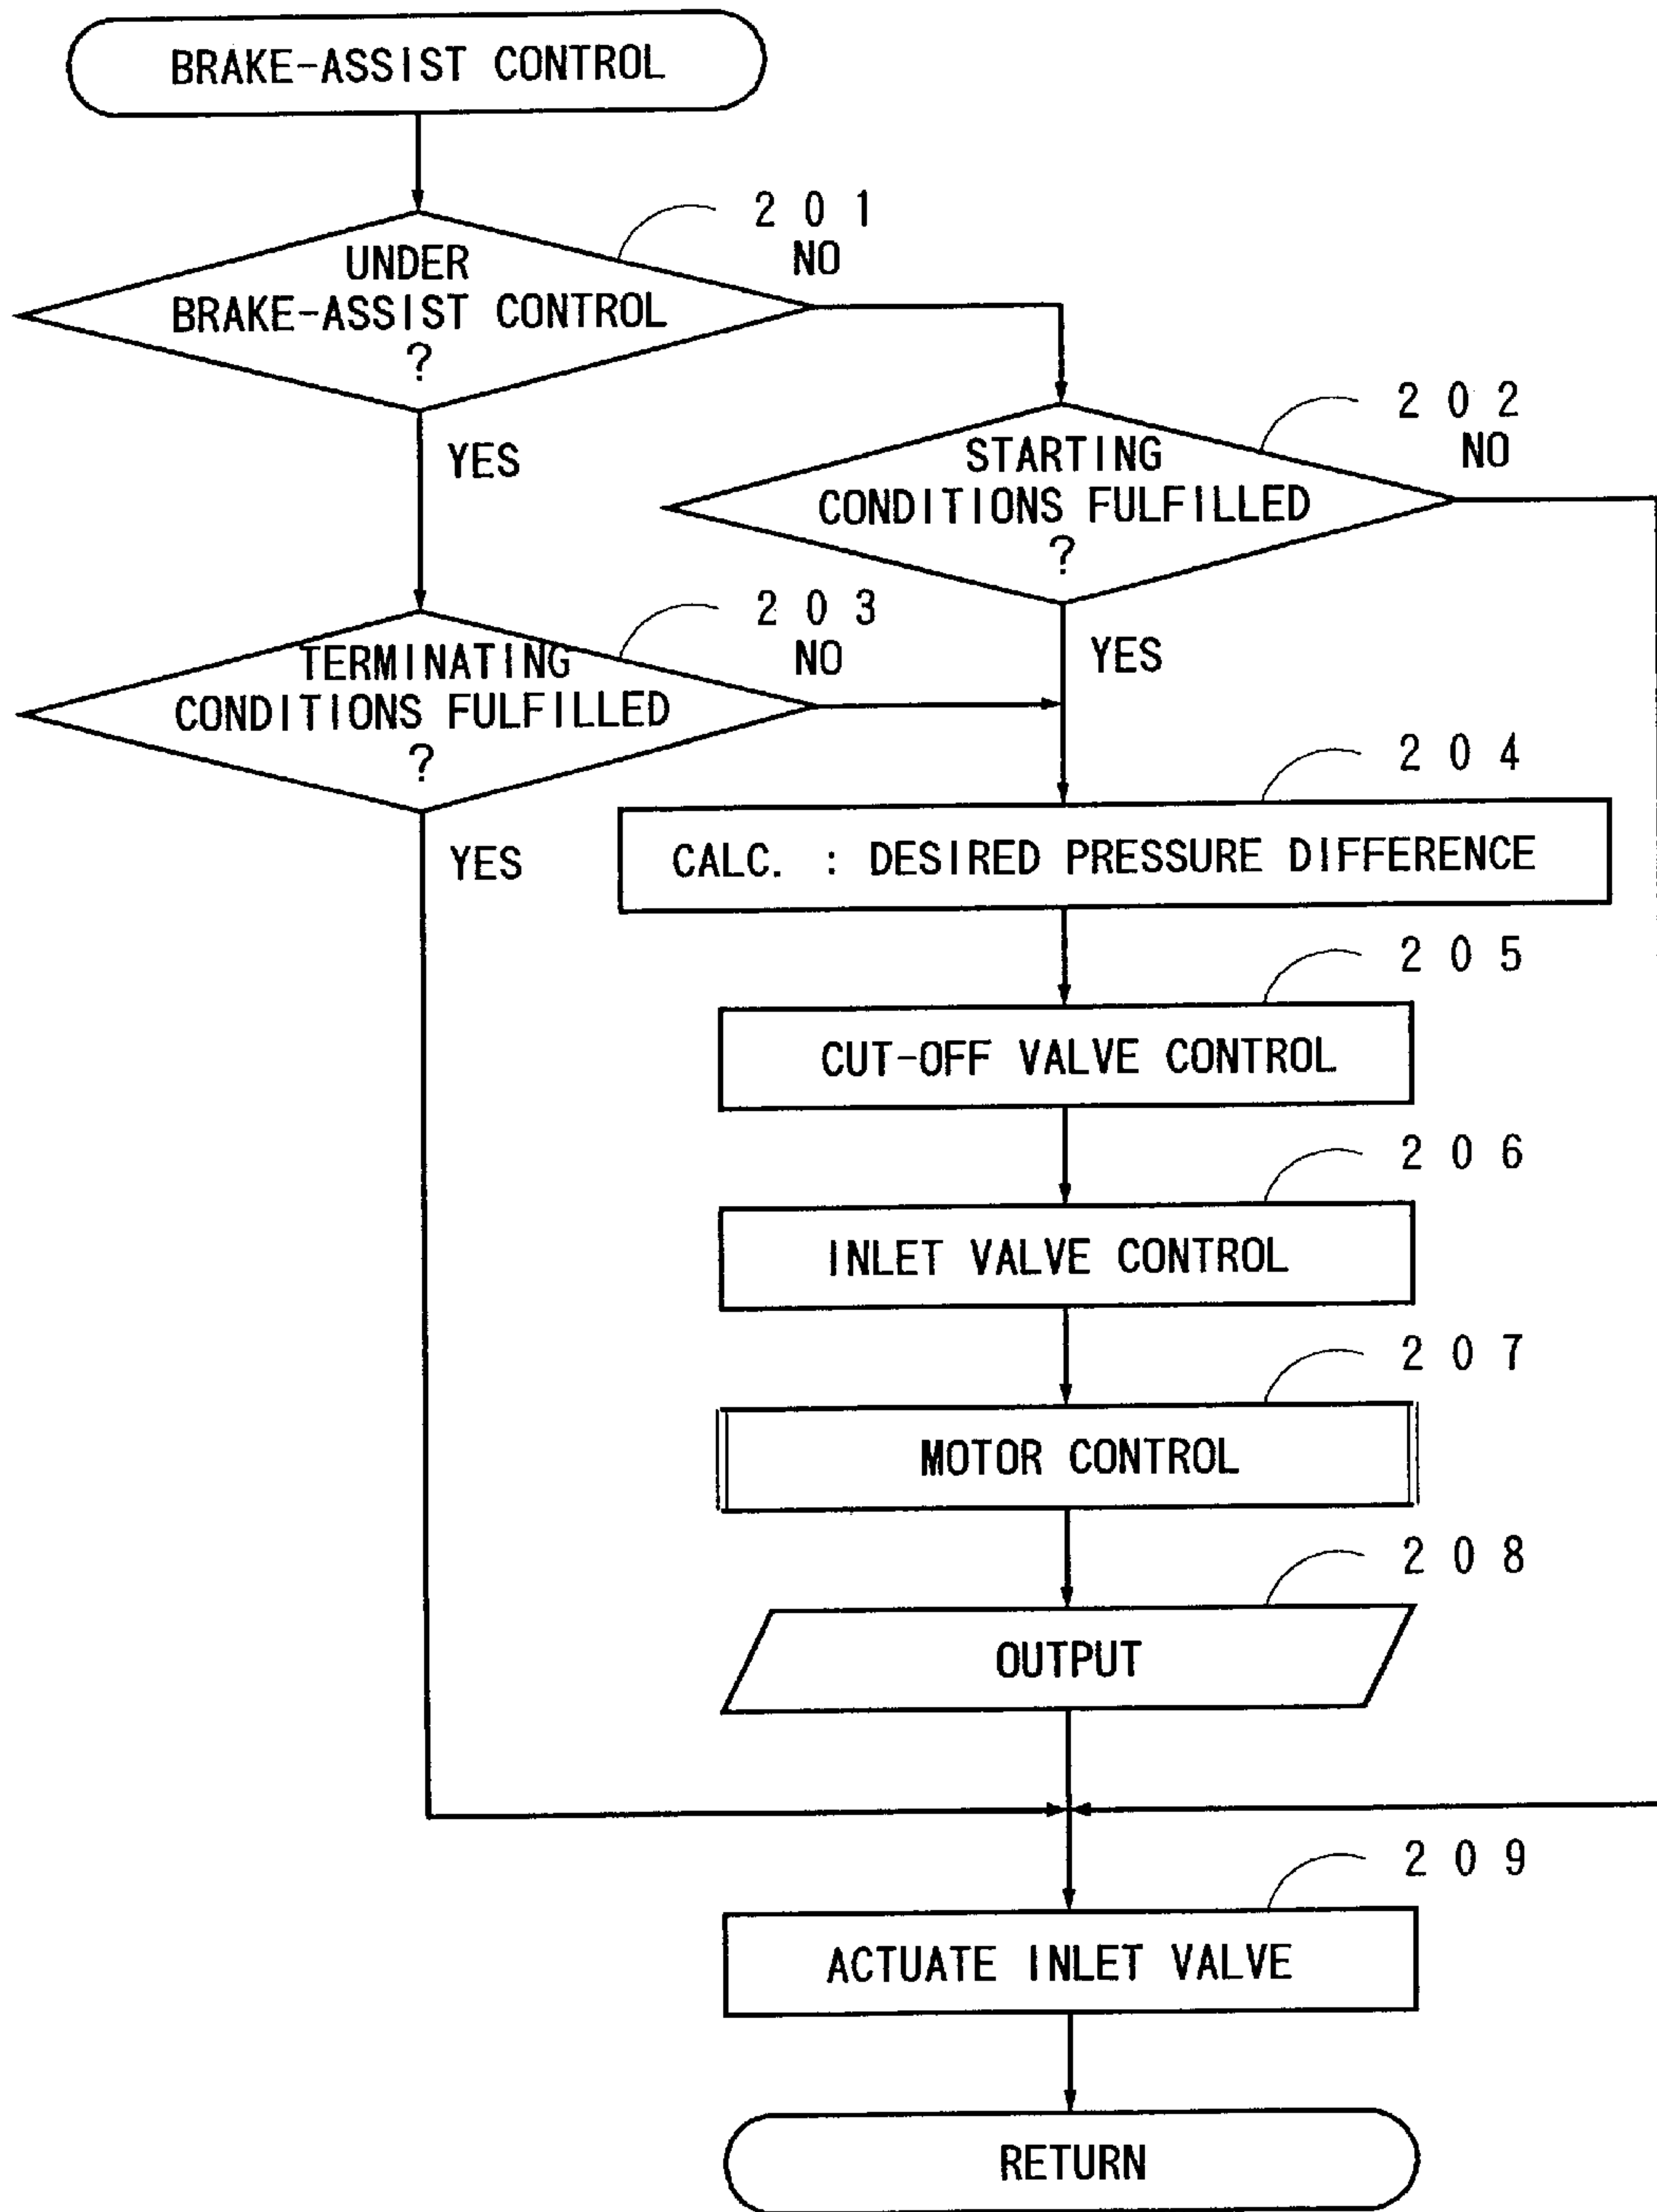 BRAKE-ASSIST CONTROL
201
NO
UNDER
BRAKE-ASSIST CONTROL
?
YES
202
NO
STARTING
CONDITIONS FULFILLED
?
YES
203
NO
TERMINATING
CONDITIONS FULFILLED
?
YES
204
CALC. : DESIRED PRESSURE DIFFERENCE
205
CUT-OFF VALVE CONTROL
206
INLET VALVE CONTROL
207
MOTOR CONTROL
208
OUTPUT
209
ACTUATE INLET VALVE
RETURN